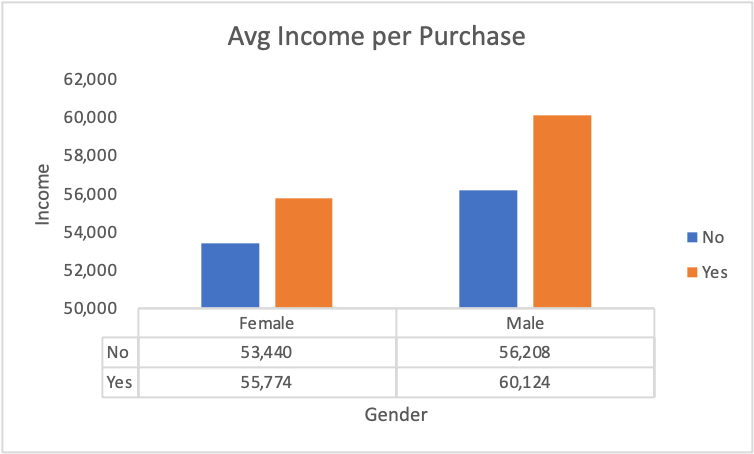 Avg Income per Purchase
62,000
60,000
58,000
56,000
54,000
52,000
50,000
Income
No
Yes
Female Male
No 53,440 56,208
Yes 55,774 60,124
Gender